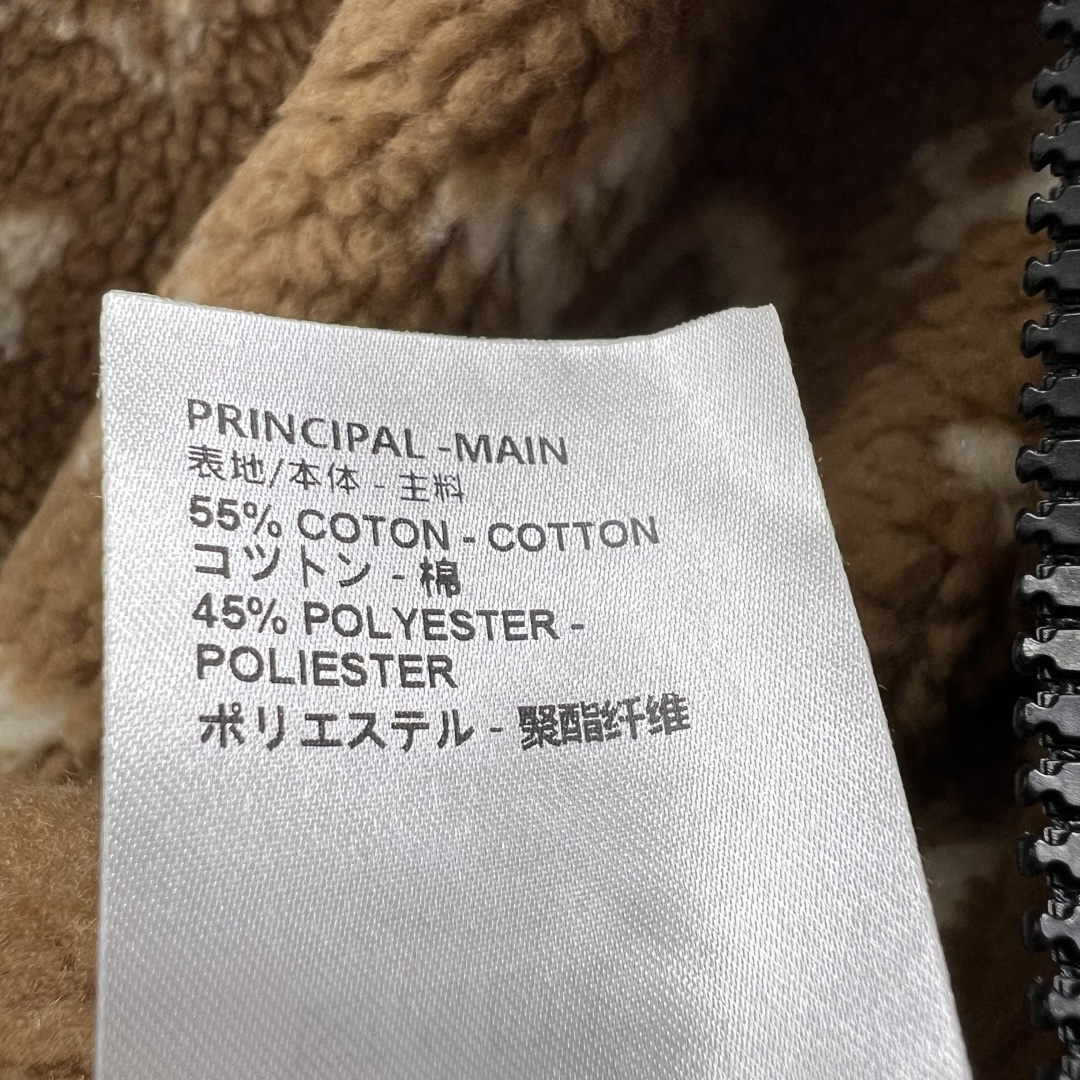 PRINCIPAL -MAIN
表地/本体 - 主料
55% COTON - COTTON
コツトン - 棉
45% POLYESTER -
POLIESTER
ポリエステル - 聚酯纤维